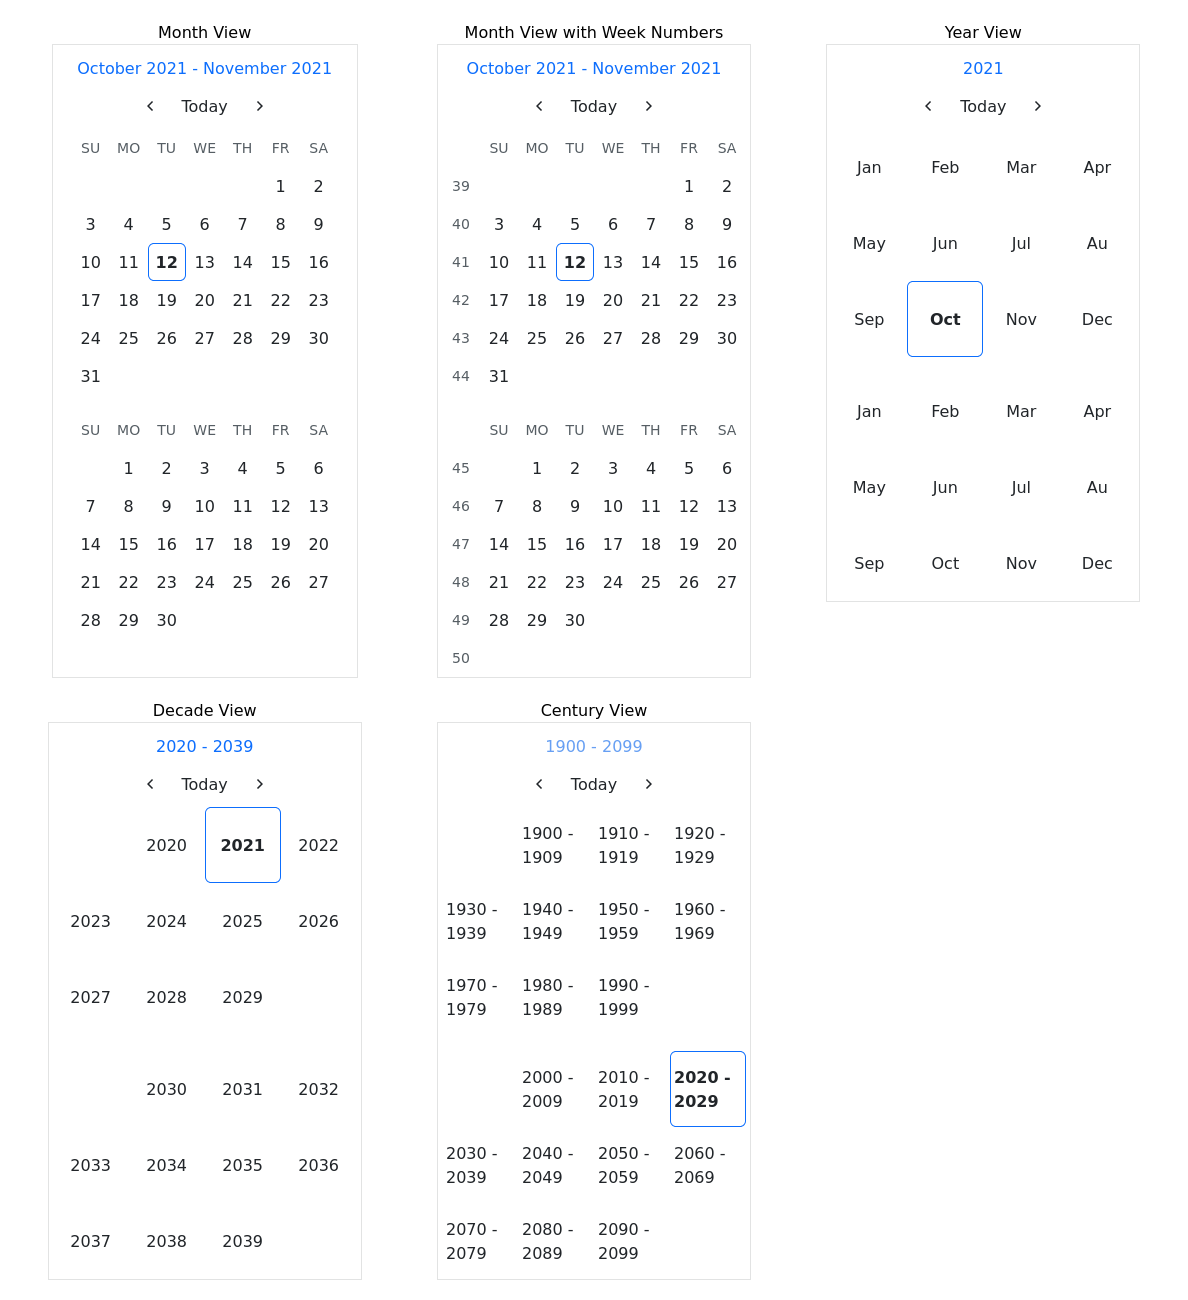 Month View
October 2021 - November 2021
Today
SU MO TU WE TH FR SA
1 2
3 4 5 6 7 8 9
10 11 12 13 14 15 16
17 18 19 20 21 22 23
24 25 26 27 28 29 30
31
SU MO TU WE TH FR SA
1 2 3 4 5 6
7 8 9 10 11 12 13
14 15 16 17 18 19 20
21 22 23 24 25 26 27
28 29 30
Month View with Week Numbers
October 2021 - November 2021
Today
SU MO TU WE TH FR SA
39 1 2
40 3 4 5 6 7 8 9
41 10 11 12 13 14 15 16
42 17 18 19 20 21 22 23
43 24 25 26 27 28 29 30
44 31
SU MO TU WE TH FR SA
45 1 2 3 4 5 6
46 7 8 9 10 11 12 13
47 14 15 16 17 18 19 20
48 21 22 23 24 25 26 27
49 28 29 30
50
Year View
2021
Today
Jan Feb Mar Apr
May Jun Jul Au
Sep Oct Nov Dec
Jan Feb Mar Apr
May Jun Jul Au
Sep Oct Nov Dec
Decade View
2020 - 2039
Today
2020 2021 2022
2023 2024 2025 2026
2027 2028 2029
2030 2031 2032
2033 2034 2035 2036
2037 2038 2039
Century View
1900 - 2099
Today
1900 - 1910 - 1920 -
1909 1919 1929
1930 - 1940 - 1950 - 1960 -
1939 1949 1959 1969
1970 - 1980 - 1990 -
1979 1989 1999
2000 - 2010 - 2020 -
2009 2019 2029
2030 - 2040 - 2050 - 2060 -
2039 2049 2059 2069
2070 - 2080 - 2090 -
2079 2089 2099